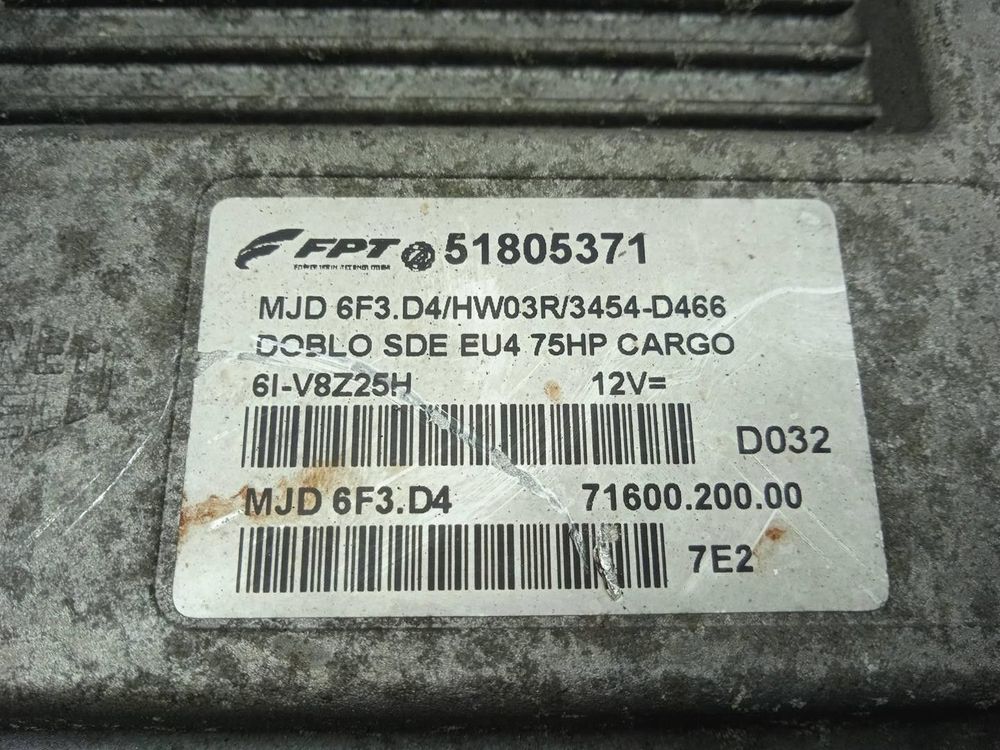 FPT 51805371
MJD 6F3.D4/HW03R/3454-D466
DOBLO SDE EU4 75HP CARGO
6I-V8Z25H 12V=
D032
MJD 6F3.D4 71600.200.00
7E2